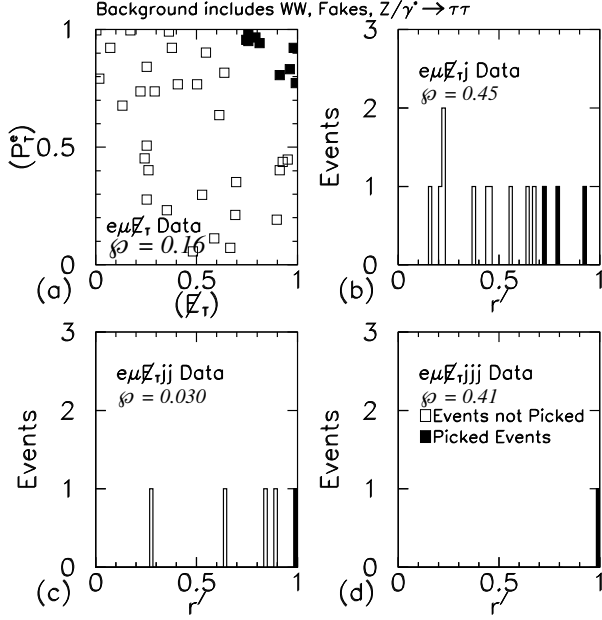 Background includes WW, Fakes, Z/γ*→ττ
1
0.5
0
(P_T^e)
eμE̸_T Data
℘ = 0.16
0
0.5
1
(a)
(E̸_T)
3
2
1
0
Events
eμE̸_Tj Data
℘ = 0.45
0
0.5
1
(b)
r′
3
2
1
0
Events
eμE̸_Tjj Data
℘ = 0.030
0
0.5
1
(c)
r′
3
2
1
0
Events
eμE̸_Tjjj Data
℘ = 0.41
Events not Picked
Picked Events
0
0.5
1
(d)
r′